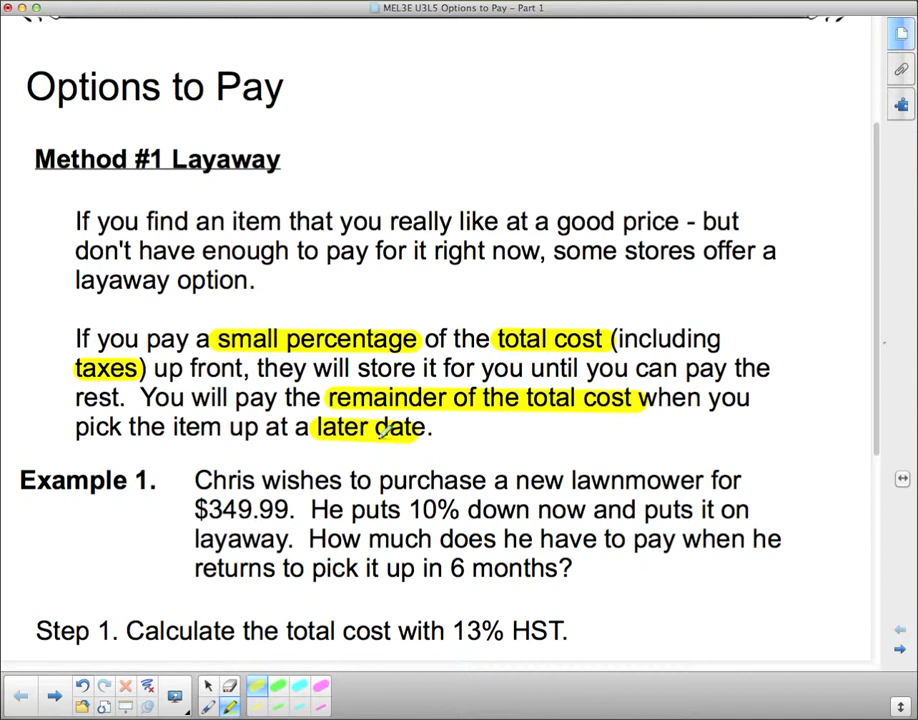 MEL3E U3L5 Options to Pay – Part 1
Options to Pay
Method #1 Layaway
If you find an item that you really like at a good price - but
don't have enough to pay for it right now, some stores offer a
layaway option.
If you pay a small percentage of the total cost (including
taxes) up front, they will store it for you until you can pay the
rest.  You will pay the remainder of the total cost when you
pick the item up at a later date.
Example 1. Chris wishes to purchase a new lawnmower for
$349.99.  He puts 10% down now and puts it on
layaway.  How much does he have to pay when he
returns to pick it up in 6 months?
Step 1. Calculate the total cost with 13% HST.